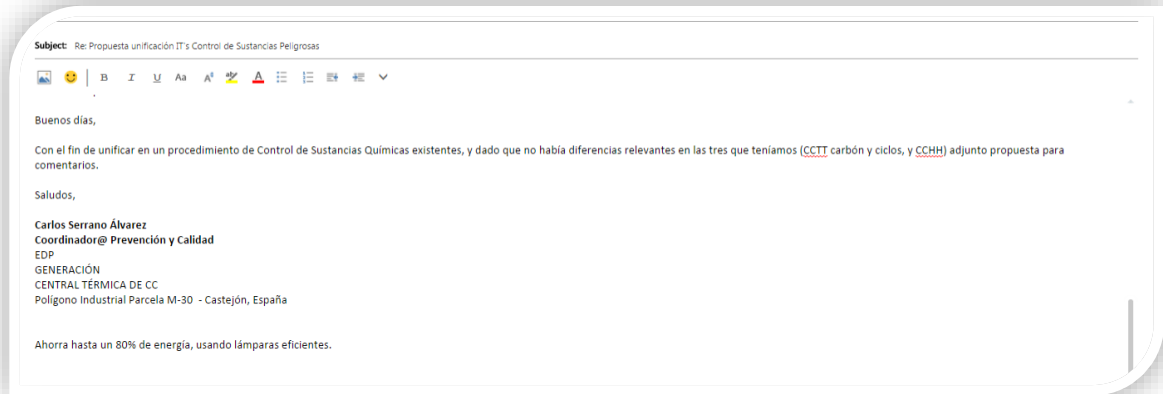 Subject: Re: Propuesta unificación IT's Control de Sustancias Peligrosas
B I U Aa A ab A
Buenos días,
Con el fin de unificar en un procedimiento de Control de Sustancias Químicas existentes, y dado que no había diferencias relevantes en las tres que teníamos (CCTT carbón y ciclos, y CCHH) adjunto propuesta para
comentarios.
Saludos,
Carlos Serrano Álvarez
Coordinador@ Prevención y Calidad
EDP
GENERACIÓN
CENTRAL TÉRMICA DE CC
Polígono Industrial Parcela M-30 - Castejón, España
Ahorra hasta un 80% de energía, usando lámparas eficientes.